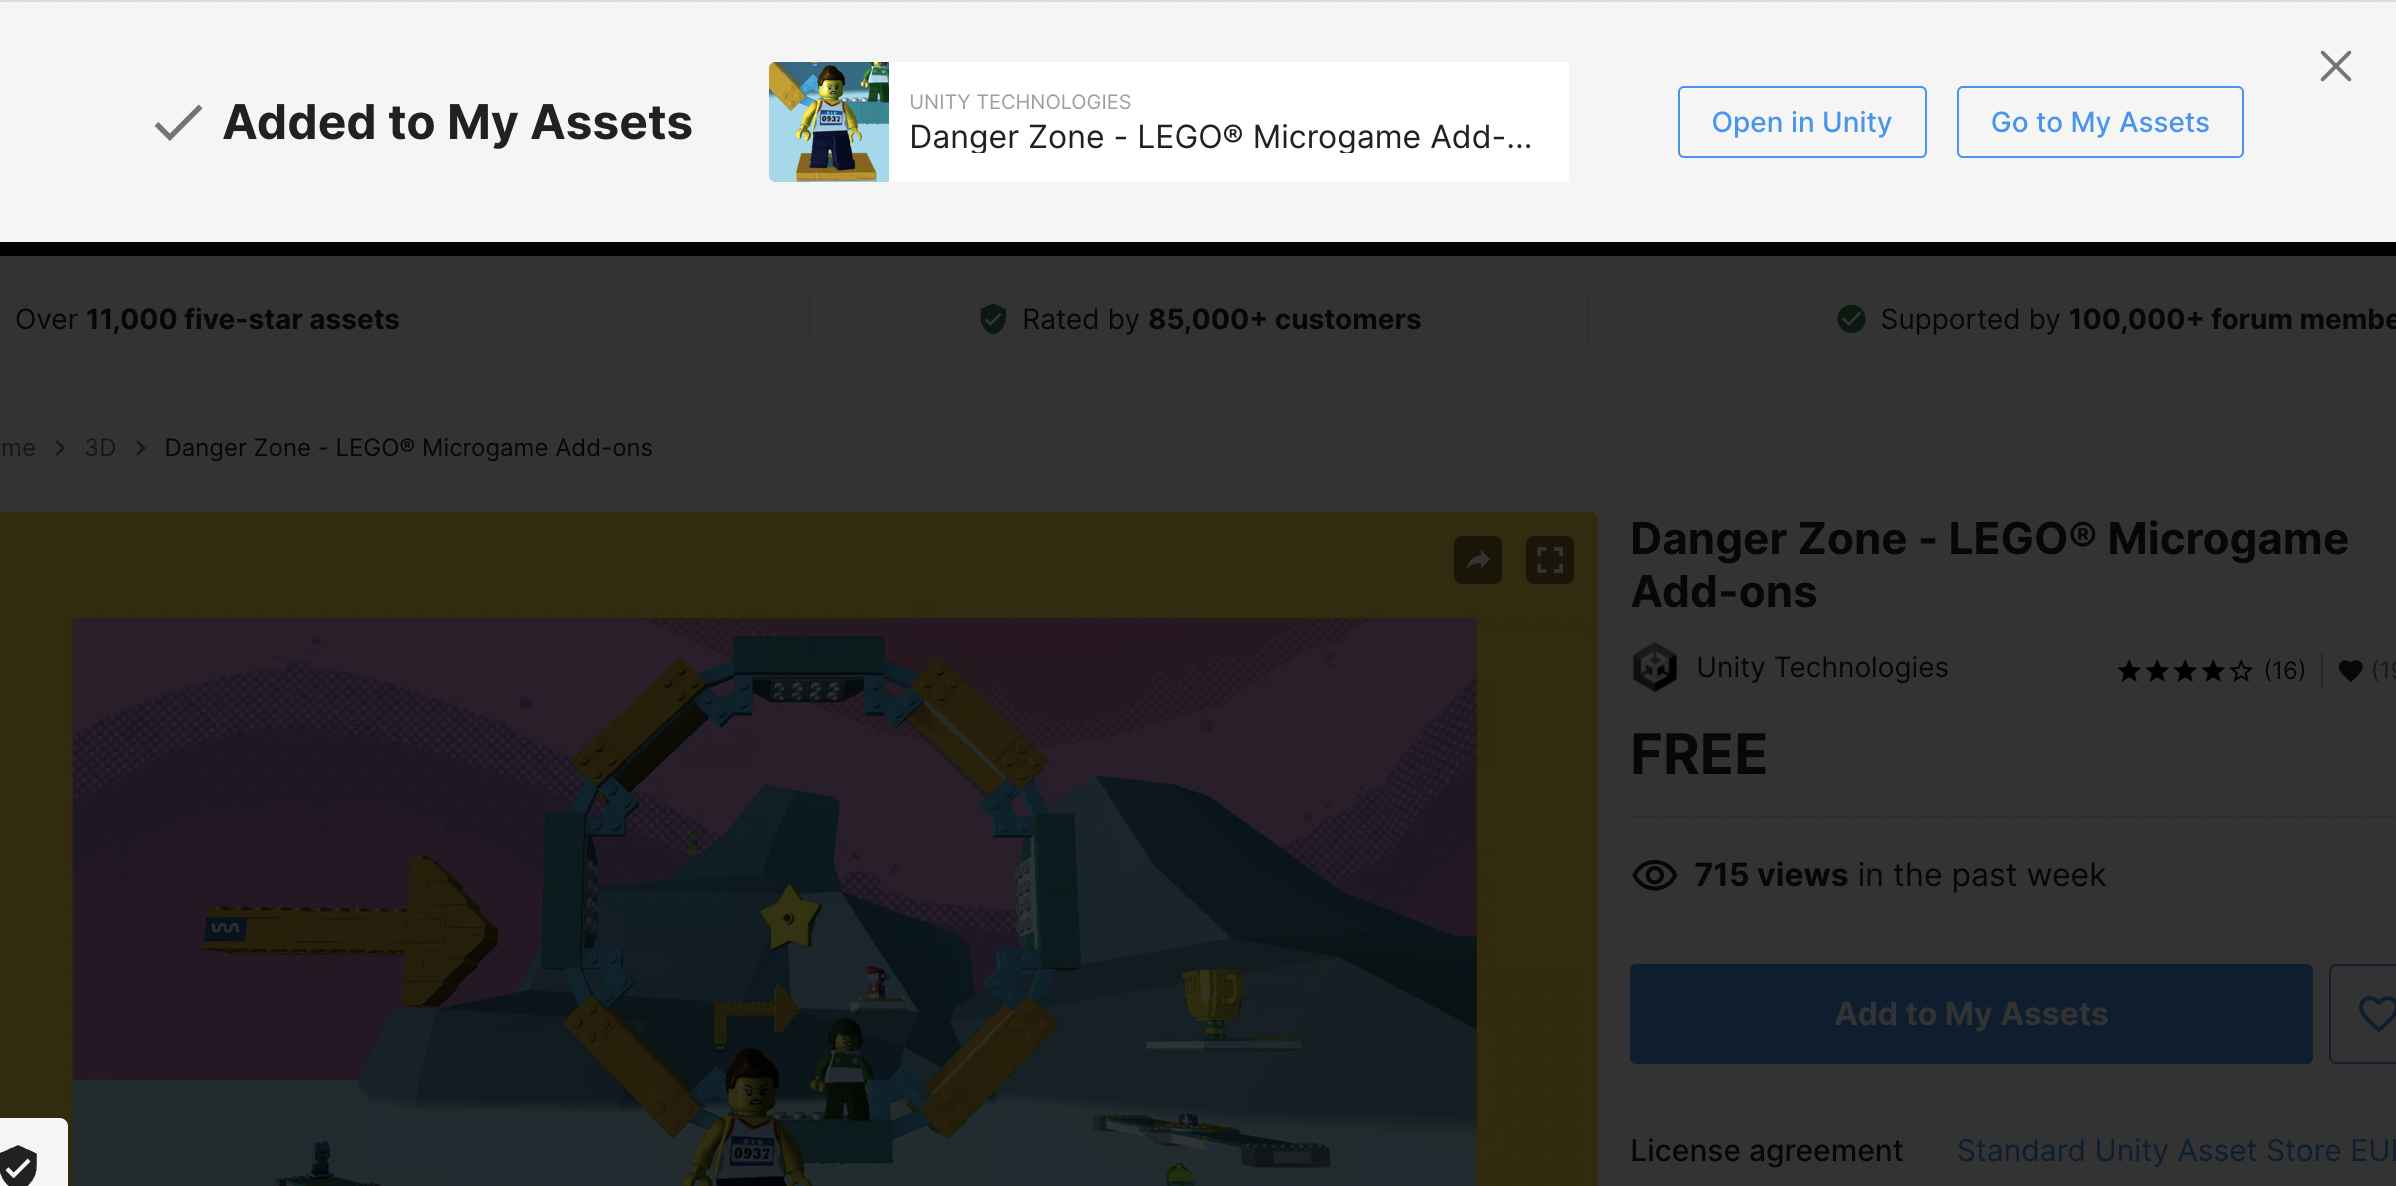 Added to My Assets
UNITY TECHNOLOGIES
Danger Zone - LEGO® Microgame Add-...
Open in Unity
Go to My Assets
Over 11,000 five-star assets
Rated by 85,000+ customers
Supported by 100,000+ forum membe
me > 3D > Danger Zone - LEGO® Microgame Add-ons
Danger Zone - LEGO® Microgame
Add-ons
Unity Technologies
(16)
(19
FREE
715 views in the past week
Add to My Assets
License agreement
Standard Unity Asset Store EU
0937
0937